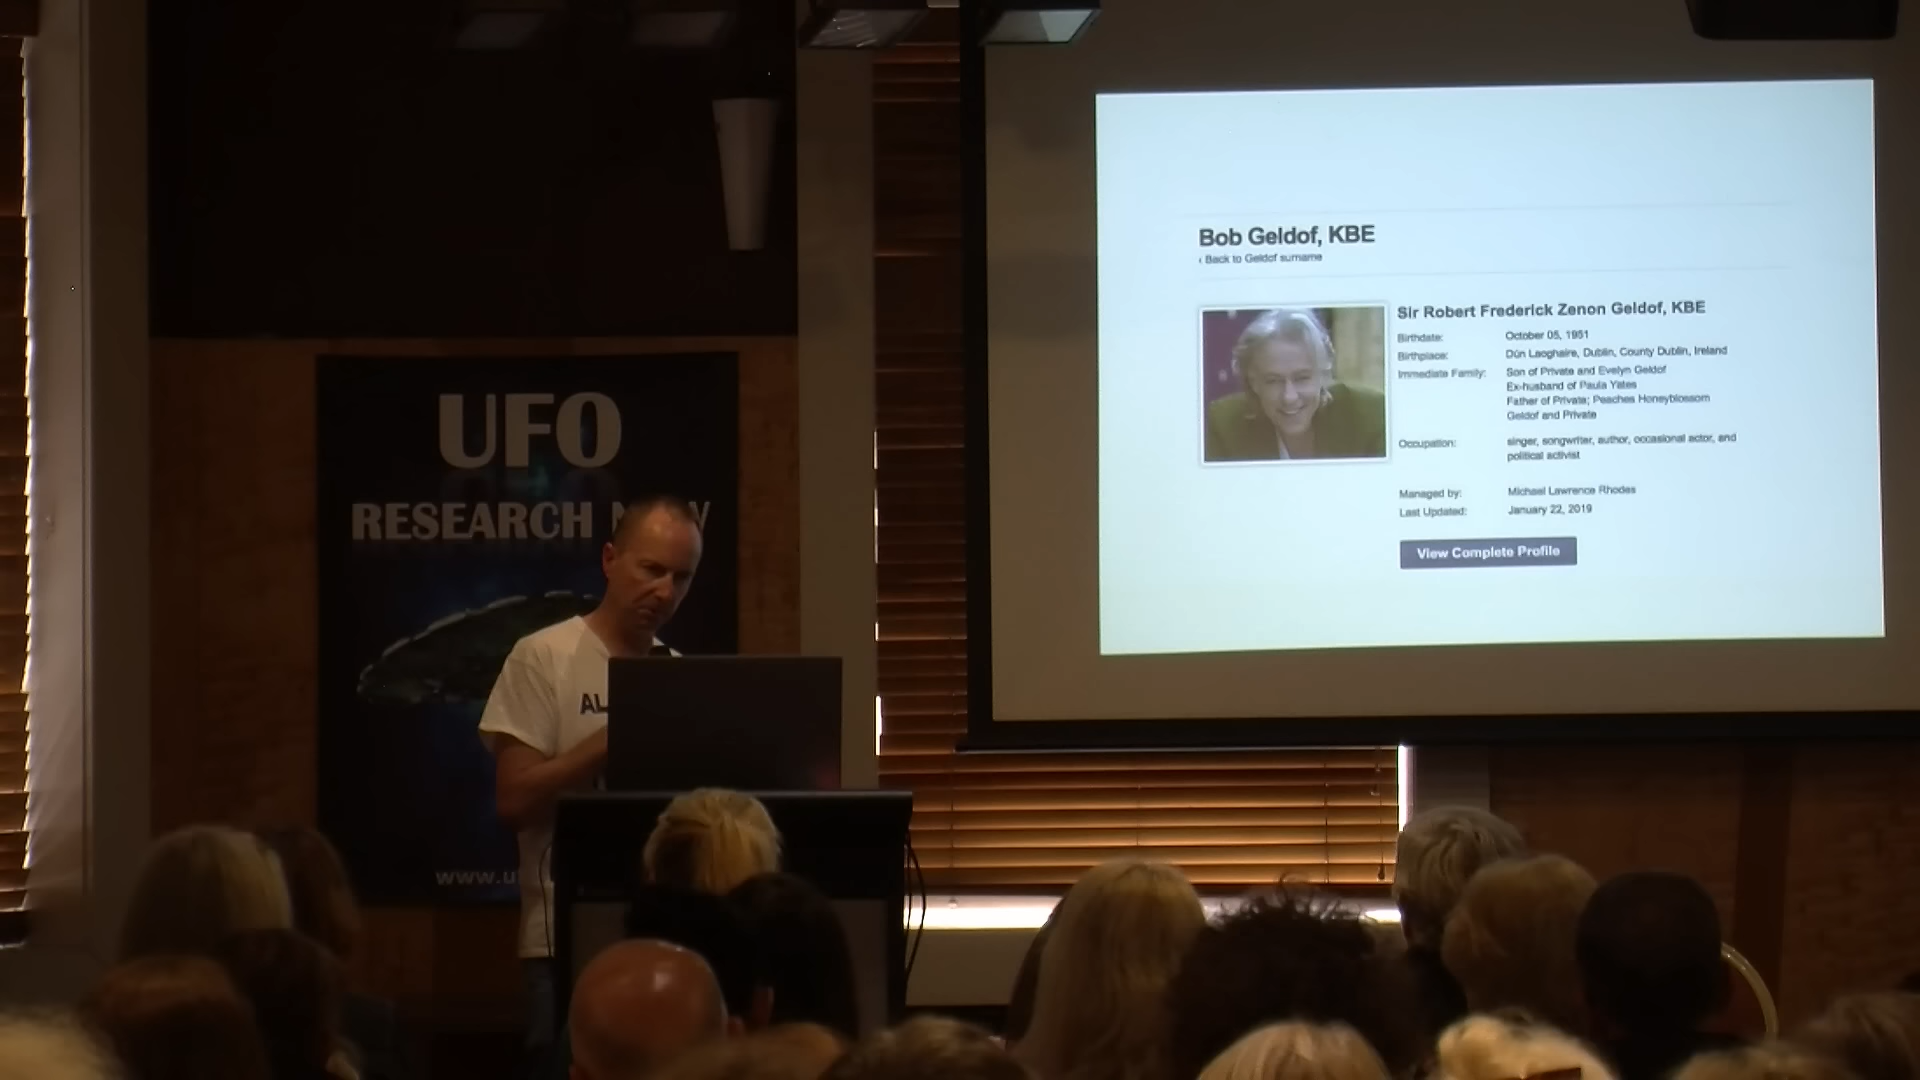 UFO
RESEARCH
www.u
AL
Bob Geldof, KBE
‹ Back to Geldof surname
Sir Robert Frederick Zenon Geldof, KBE
Birthdate: October 05, 1951
Birthplace: Dún Laoghaire, Dublin, County Dublin, Ireland
Immediate Family: Son of Private and Evelyn Geldof
Ex-husband of Paula Yates
Father of Private; Peaches Honeyblossom
Geldof and Private
Occupation: singer, songwriter, author, occasional actor, and
political activist
Managed by: Michael Lawrence Rhodes
Last Updated: January 22, 2019
View Complete Profile